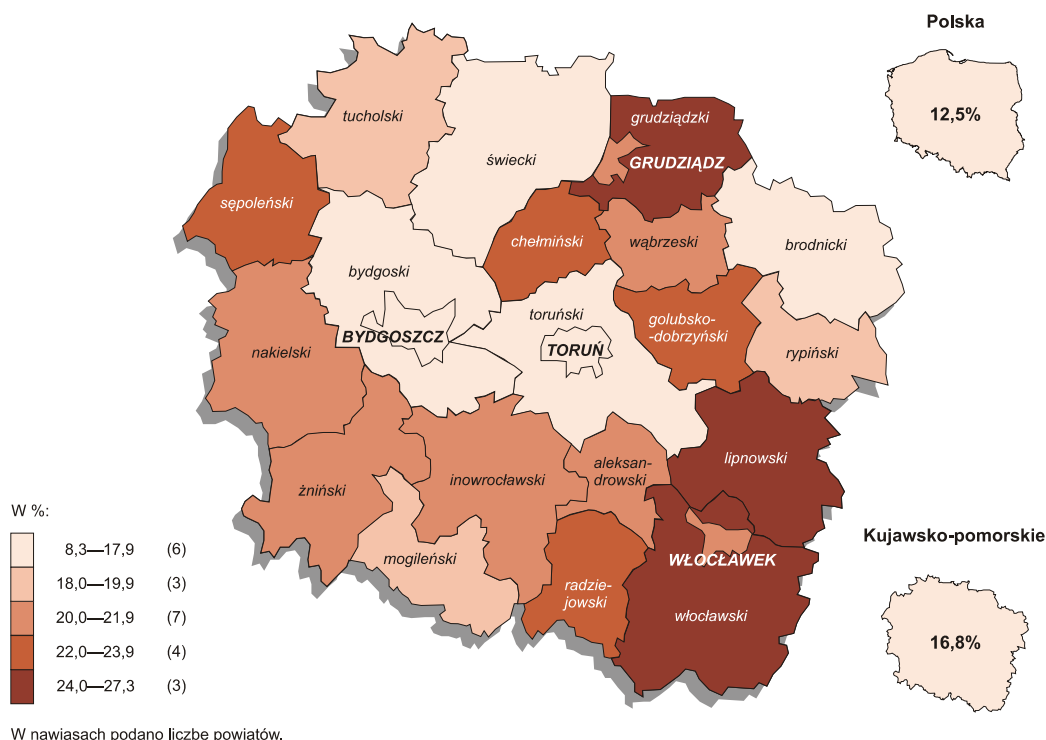 Polska
12,5%
tucholski
grudziądzki
święcki
GRUDZIĄDZ
sępoleński
chełmiński
wąbrzeski
brodnicki
bydgoski
toruński
golubsko-
-dobrzyński
BYDGOSZCZ
TORUŃ
nakielski
rypiński
lipnowski
aleksan-
drowski
inowrocławski
żniński
W %:
8,3—17,9 (6)
18,0—19,9 (3)
20,0—21,9 (7)
22,0—23,9 (4)
24,0—27,3 (3)
mogileński
WŁOCŁAWEK
radzie-
jowski
włocławski
Kujawsko-pomorskie
16,8%
W nawiasach podano liczbę powiatów.